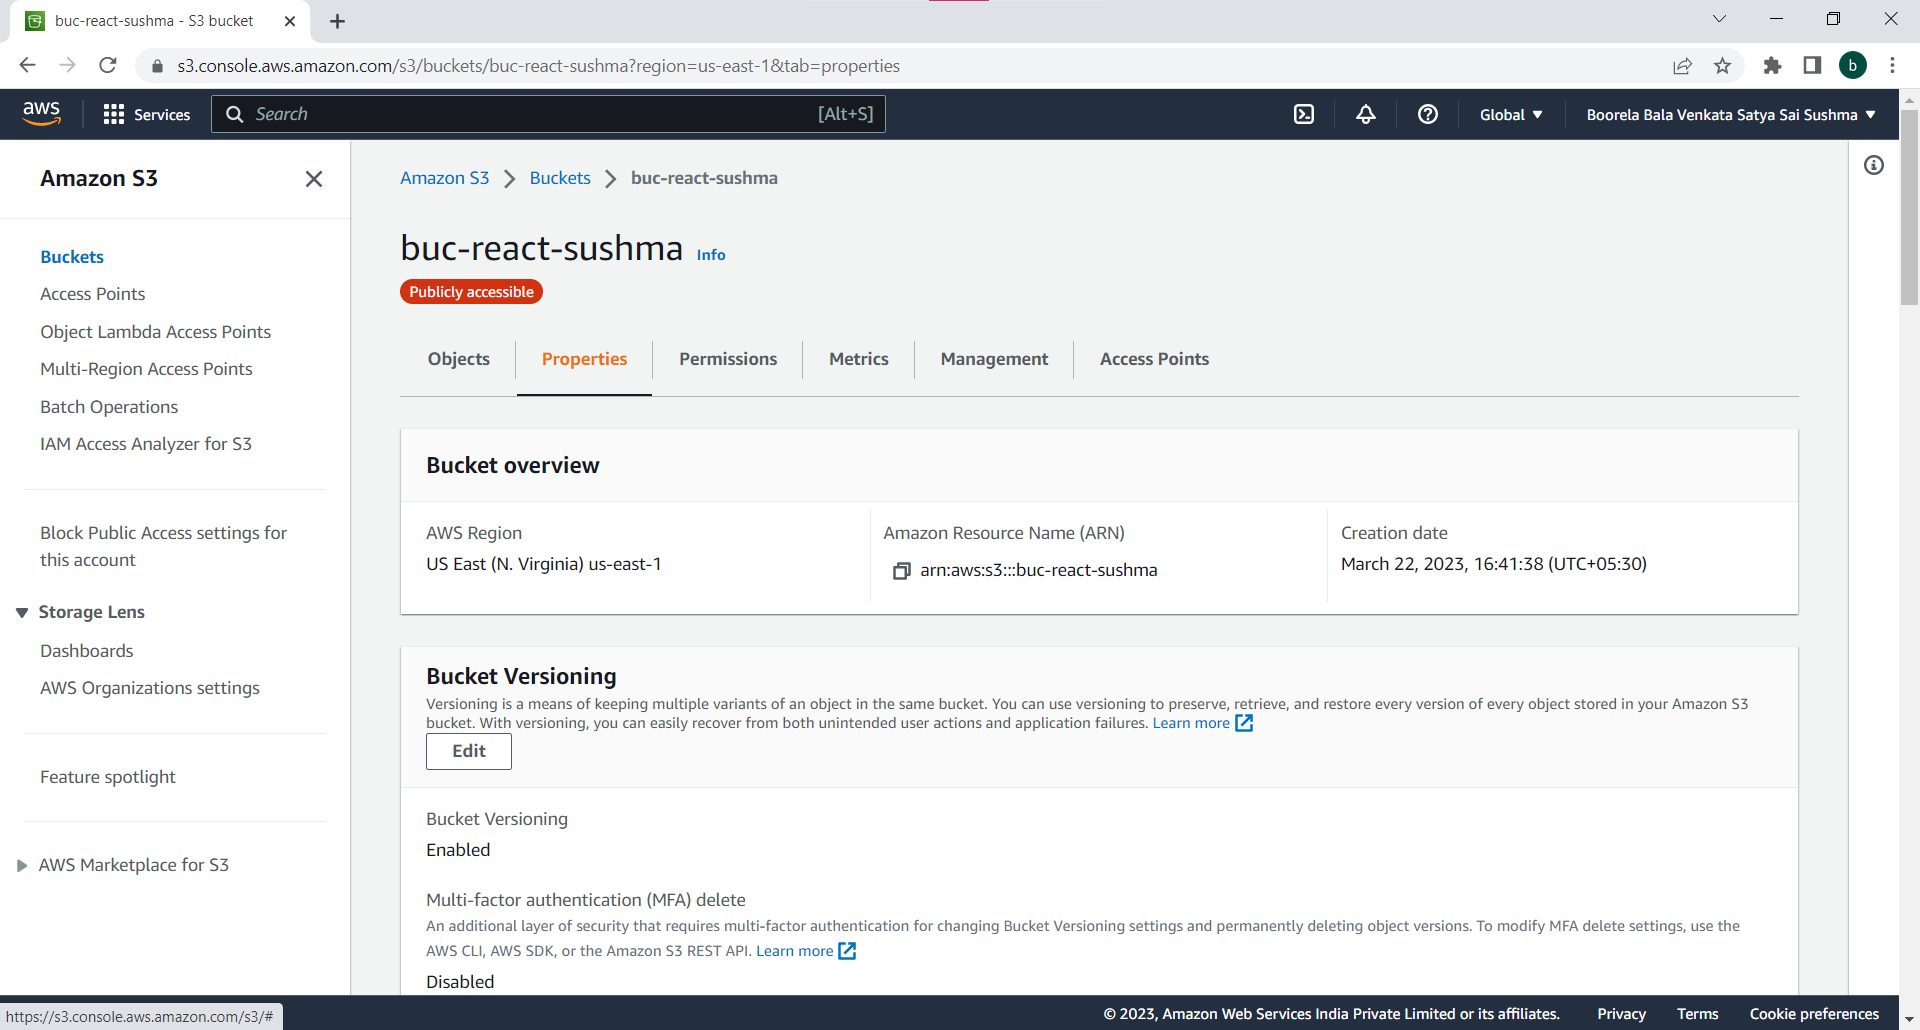 buc-react-sushma - S3 bucket
s3.console.aws.amazon.com/s3/buckets/buc-react-sushma?region=us-east-1&tab=properties
b
aws
Services
Search
[Alt+S]
Global
Boorela Bala Venkata Satya Sai Sushma
Amazon S3
Buckets
Access Points
Object Lambda Access Points
Multi-Region Access Points
Batch Operations
IAM Access Analyzer for S3
Block Public Access settings for
this account
Storage Lens
Dashboards
AWS Organizations settings
Feature spotlight
AWS Marketplace for S3
Amazon S3 > Buckets > buc-react-sushma
buc-react-sushma Info
Publicly accessible
Objects
Properties
Permissions
Metrics
Management
Access Points
Bucket overview
AWS Region
US East (N. Virginia) us-east-1
Amazon Resource Name (ARN)
arn:aws:s3:::buc-react-sushma
Creation date
March 22, 2023, 16:41:38 (UTC+05:30)
Bucket Versioning
Versioning is a means of keeping multiple variants of an object in the same bucket. You can use versioning to preserve, retrieve, and restore every version of every object stored in your Amazon S3
bucket. With versioning, you can easily recover from both unintended user actions and application failures. Learn more
Edit
Bucket Versioning
Enabled
Multi-factor authentication (MFA) delete
An additional layer of security that requires multi-factor authentication for changing Bucket Versioning settings and permanently deleting object versions. To modify MFA delete settings, use the
AWS CLI, AWS SDK, or the Amazon S3 REST API. Learn more
Disabled
https://s3.console.aws.amazon.com/s3/#
© 2023, Amazon Web Services India Private Limited or its affiliates.
Privacy
Terms
Cookie preferences